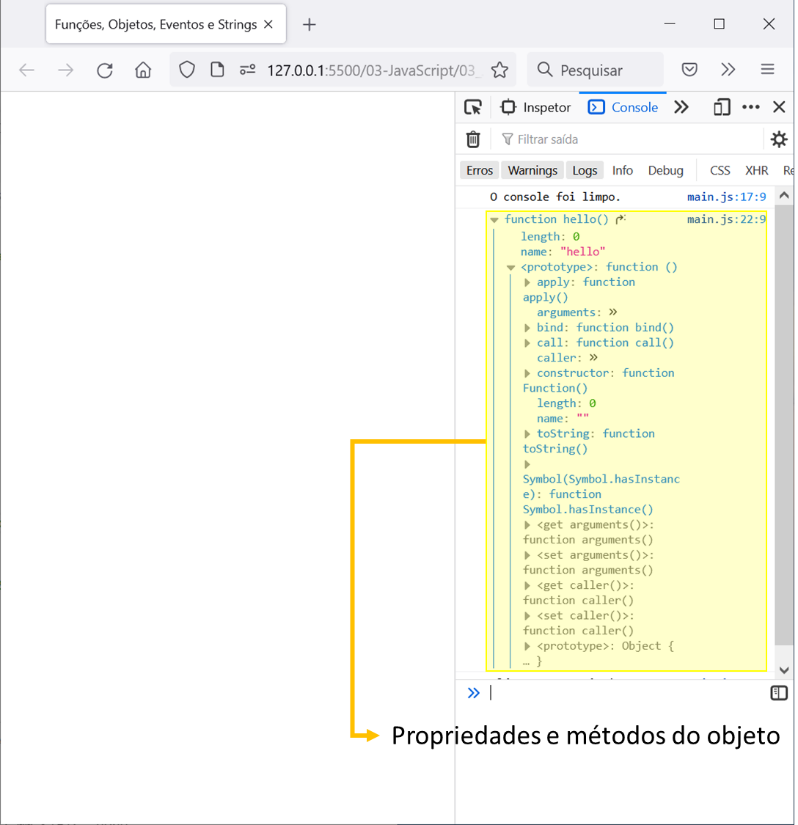 Funções, Objetos, Eventos e Strings
127.0.0.1:5500/03-JavaScript/03_
Pesquisar
Inspetor
Console
Filtrar saída
Erros Warnings Logs Info Debug CSS XHR Re
O console foi limpo. main.js:17:9
function hello() main.js:22:9
length: 0
name: "hello"
<prototype>: function ()
apply: function
apply()
arguments: »
bind: function bind()
call: function call()
caller: »
constructor: function
Function()
length: 0
name: ""
toString: function
toString()
Symbol(Symbol.hasInstanc
e): function
Symbol.hasInstance()
<get arguments()>:
function arguments()
<set arguments()>:
function arguments()
<get caller()>:
function caller()
<set caller()>:
function caller()
<prototype>: Object {
… }
Propriedades e métodos do objeto